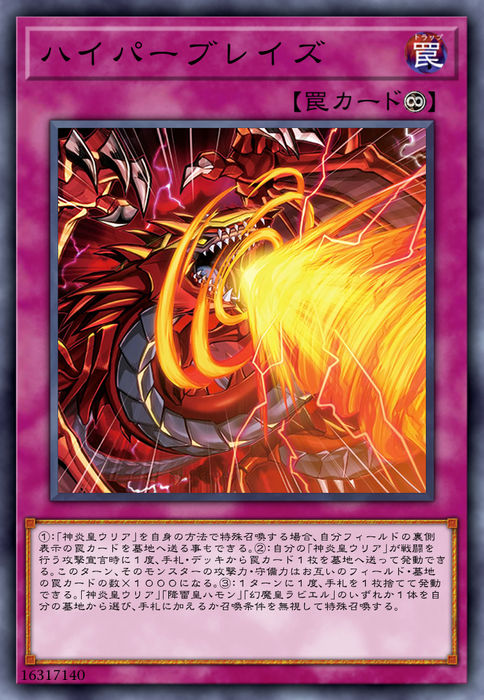 ハイパーブレイズ
トラップ
罠
【罠カード】
①:「神炎皇ウリア」を自身の方法で特殊召喚する場合、自分フィールドの裏側
表示の罠カードを墓地へ送る事もできる。②:自分の「神炎皇ウリア」が戦闘を
行う攻撃宣言時に１度、手札・デッキから罠カード１枚を墓地へ送って発動でき
る。このターン、そのモンスターの攻撃力・守備力はお互いのフィールド・墓地
の罠カードの数×１０００になる。③:１ターンに１度、手札を１枚捨てて発動
できる。「神炎皇ウリア」「降雷皇ハモン」「幻魔皇ラビエル」のいずれか１体を自
分の墓地から選び、手札に加えるか召喚条件を無視して特殊召喚する。
16317140